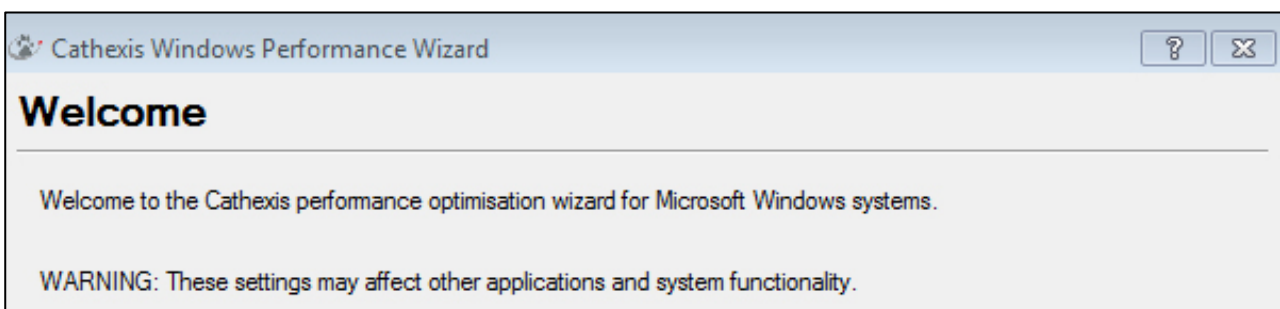 Cathexis Windows Performance Wizard
Welcome
Welcome to the Cathexis performance optimisation wizard for Microsoft Windows systems.
WARNING: These settings may affect other applications and system functionality.